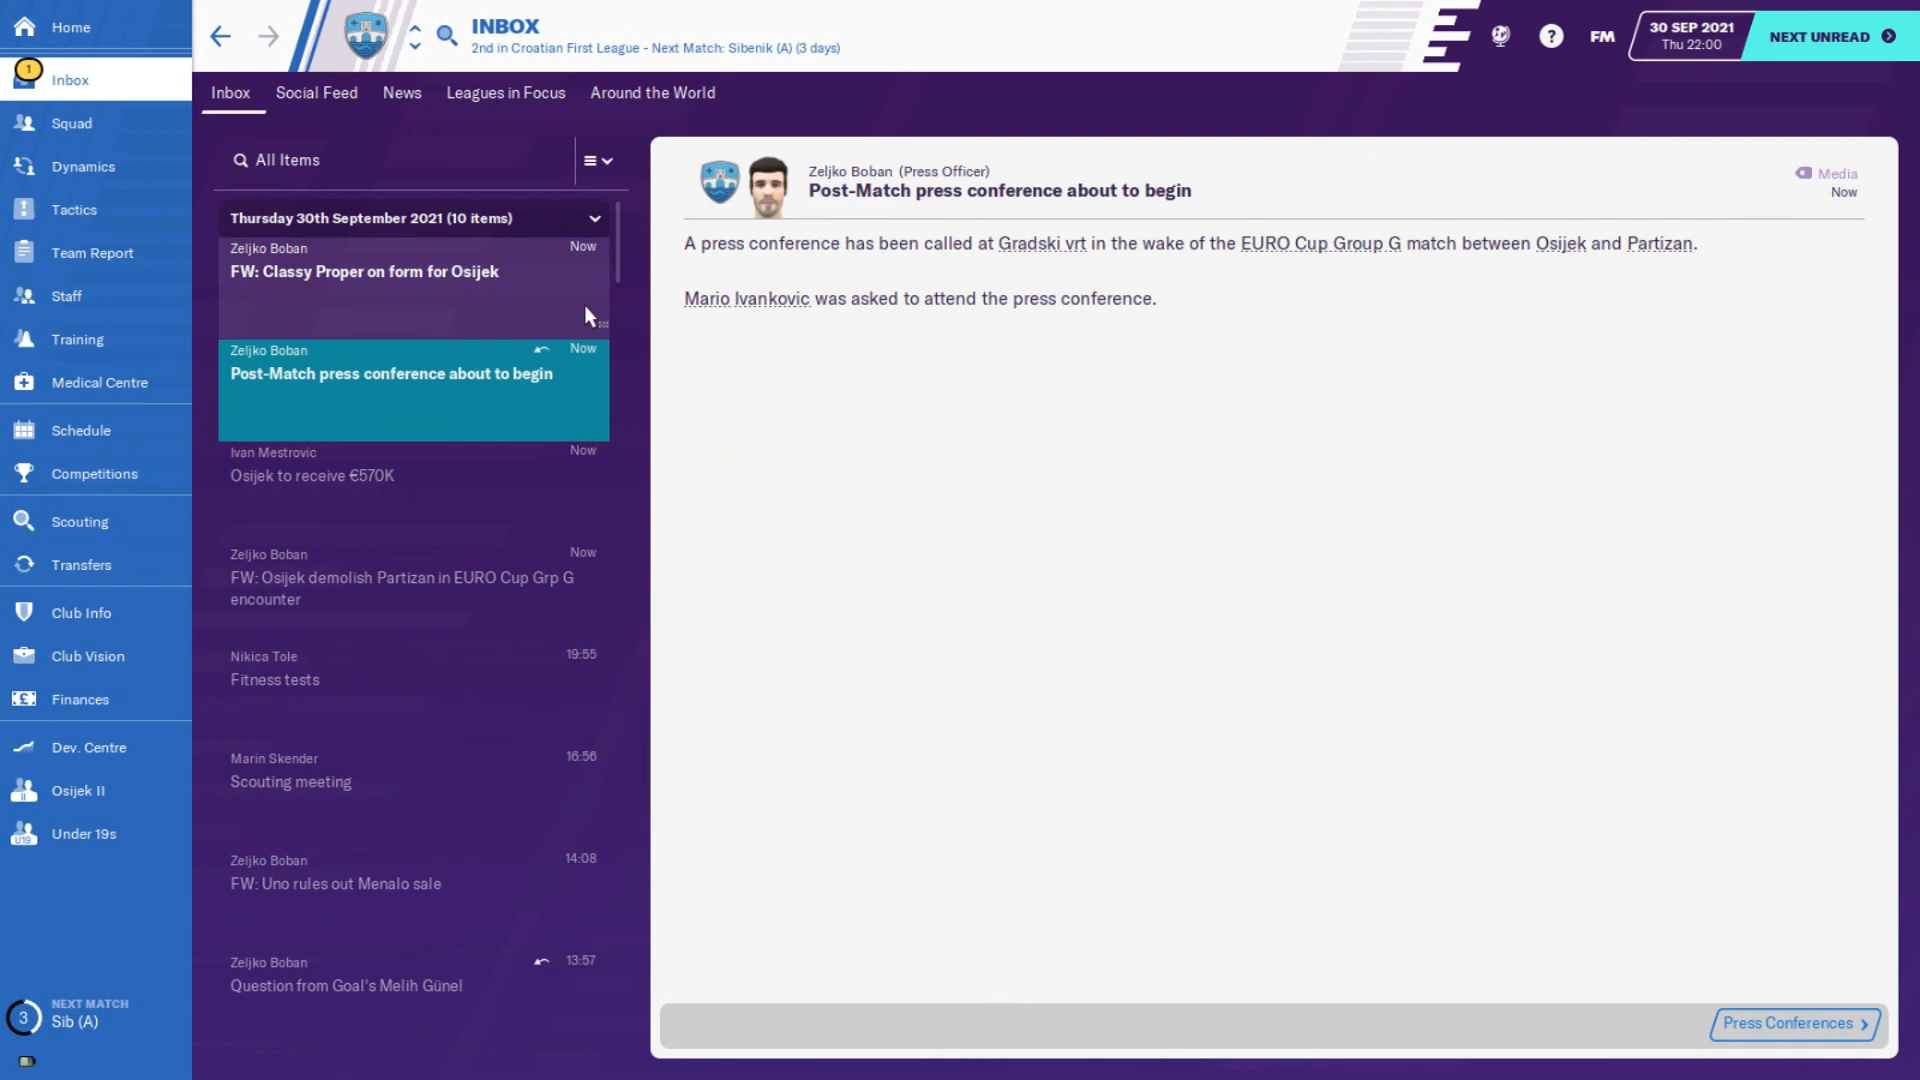 Home
1
Inbox
Squad
Dynamics
Tactics
Team Report
Staff
Training
Medical Centre
Schedule
Competitions
Scouting
Transfers
Club Info
Club Vision
Finances
Dev. Centre
Osijek II
U19
Under 19s
3
NEXT MATCH
Sib (A)
INBOX
2nd in Croatian First League - Next Match: Sibenik (A) (3 days)
?
FM
30 SEP 2021
Thu 22:00
NEXT UNREAD
Inbox
Social Feed
News
Leagues in Focus
Around the World
All Items
Thursday 30th September 2021 (10 items)
Zeljko Boban
Now
FW: Classy Proper on form for Osijek
Zeljko Boban
Now
Post-Match press conference about to begin
Ivan Mestrovic
Now
Osijek to receive €570K
Zeljko Boban
Now
FW: Osijek demolish Partizan in EURO Cup Grp G
encounter
Nikica Tole
19:55
Fitness tests
Marin Skender
16:56
Scouting meeting
Zeljko Boban
14:08
FW: Uno rules out Menalo sale
Zeljko Boban
13:57
Question from Goal's Melih Günel
Zeljko Boban (Press Officer)
Post-Match press conference about to begin
Media
Now
A press conference has been called at Gradski vrt in the wake of the EURO Cup Group G match between Osijek and Partizan.
Mario Ivankovic was asked to attend the press conference.
Press Conferences